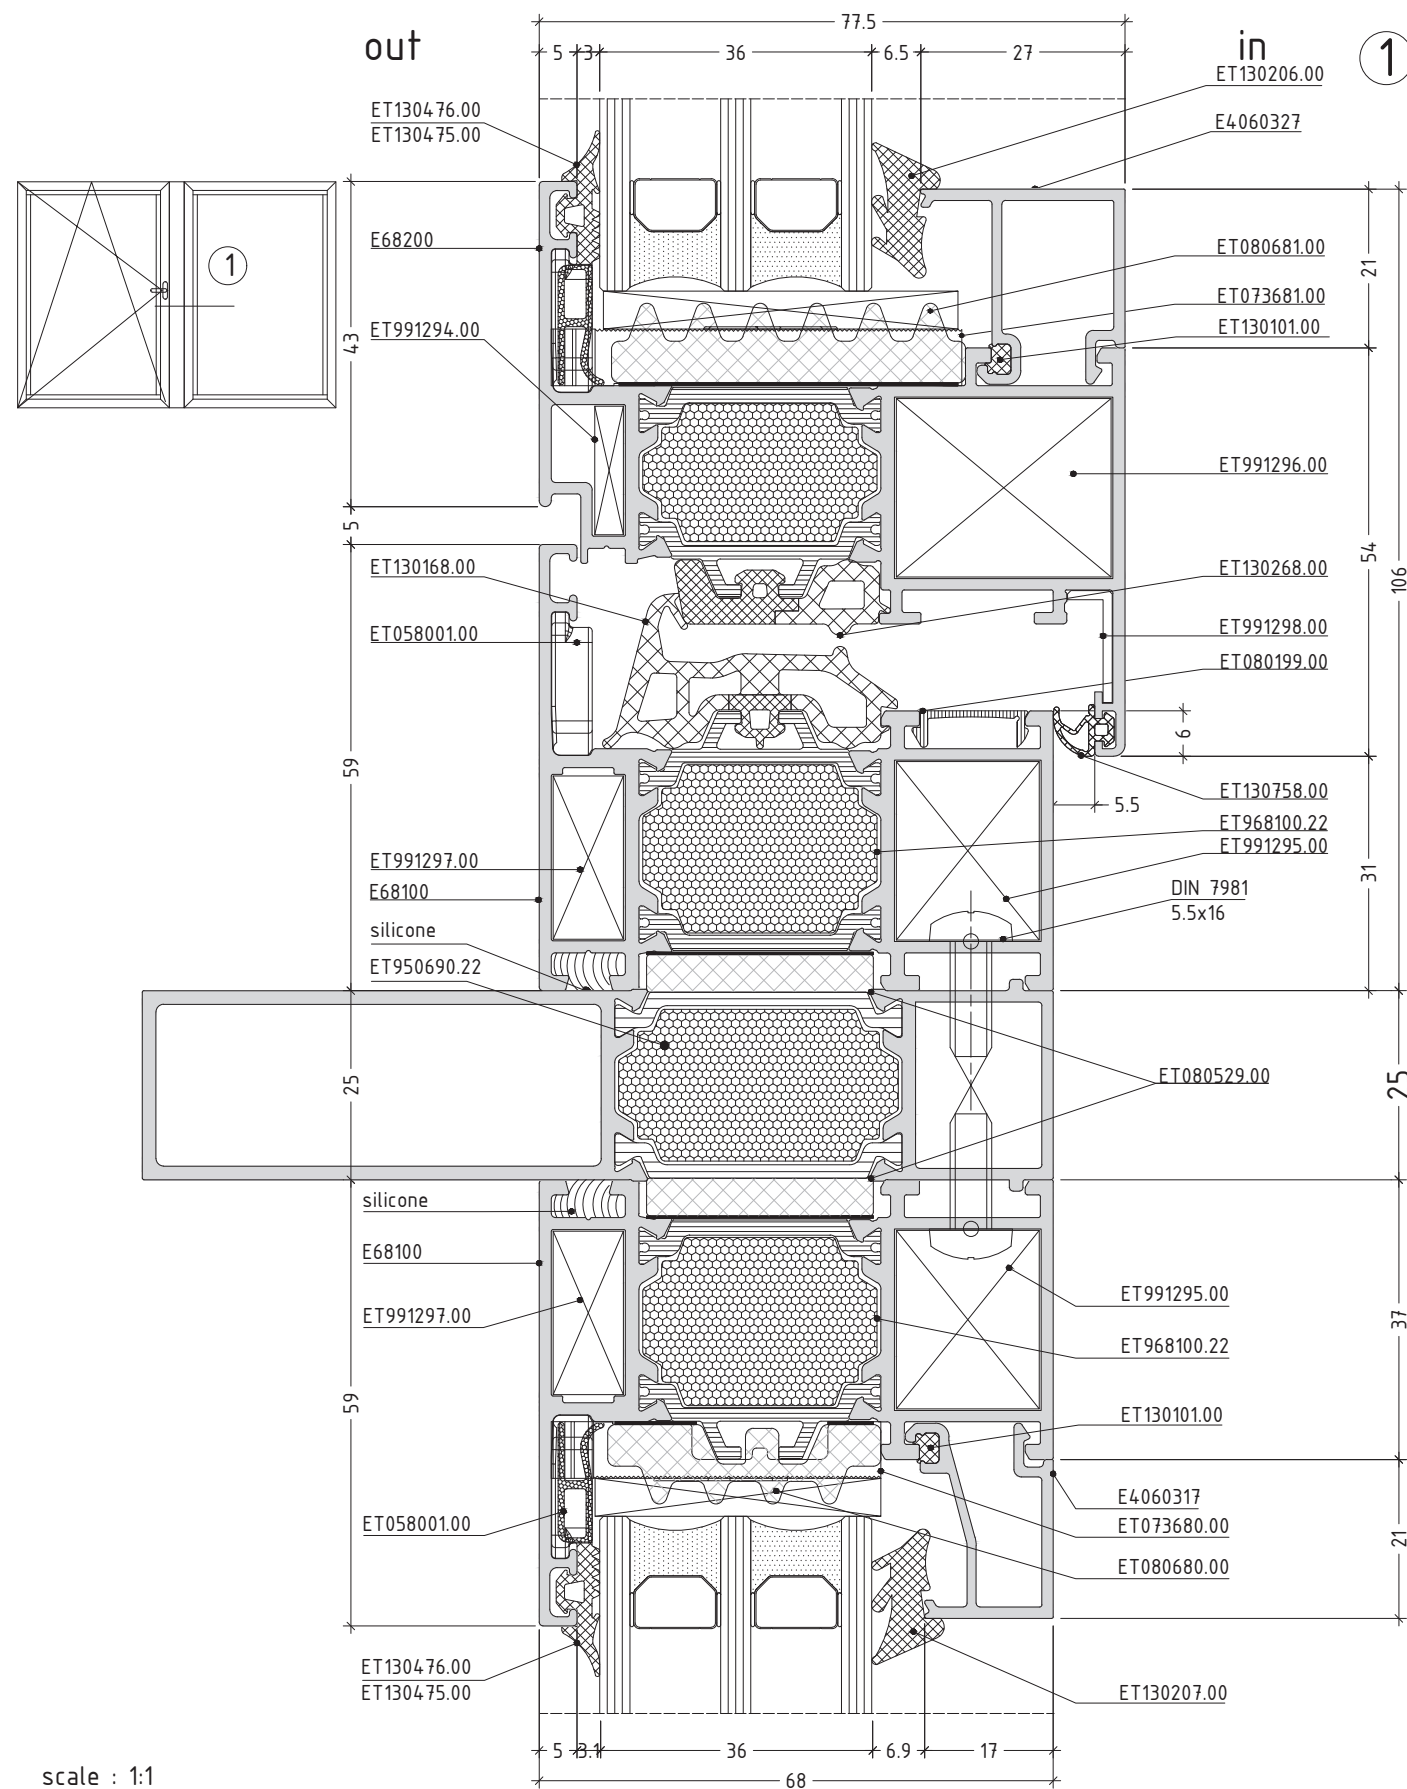 77.5
out
in
1
5
3
36
6.5
27
ET130206.00
ET130476.00
ET130475.00
E4060327
E68200
ET080681.00
1
21
ET073681.00
ET991294.00
ET130101.00
43
ET991296.00
5
54
106
ET130168.00
ET130268.00
ET058001.00
ET991298.00
ET080199.00
6
59
ET130758.00
5.5
ET968100.22
ET991297.00
ET991295.00
31
E68100
DIN 7981
5.5x16
silicone
ET950690.22
25
ET080529.00
25
silicone
E68100
ET991297.00
ET991295.00
37
ET968100.22
59
ET130101.00
E4060317
ET058001.00
ET073680.00
21
ET080680.00
ET130476.00
ET130475.00
ET130207.00
5
3.1
36
6.9
17
scale : 1:1
68